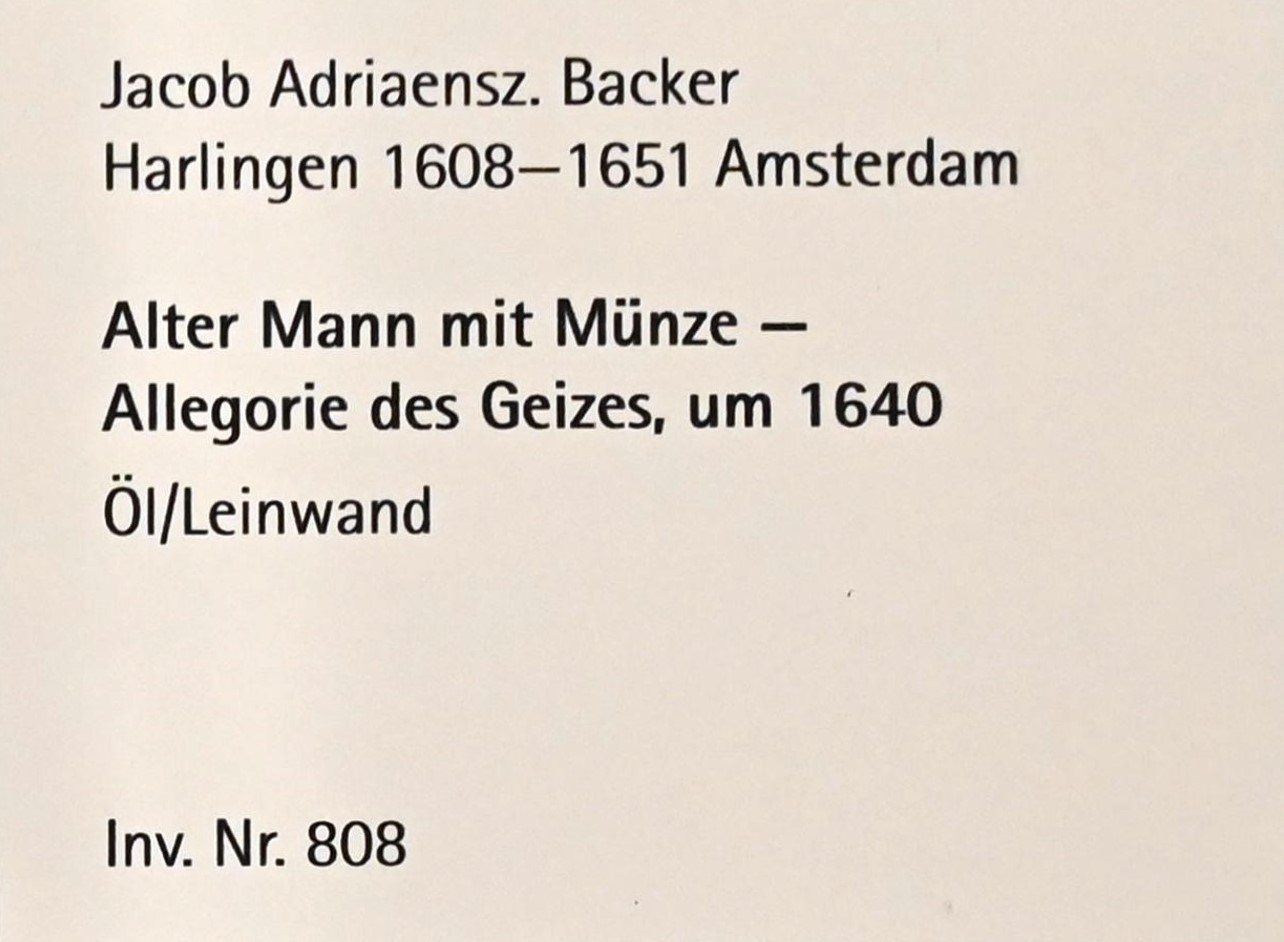 Jacob Adriaensz. Backer
Harlingen 1608–1651 Amsterdam
Alter Mann mit Münze –
Allegorie des Geizes, um 1640
Öl/Leinwand
Inv. Nr. 808